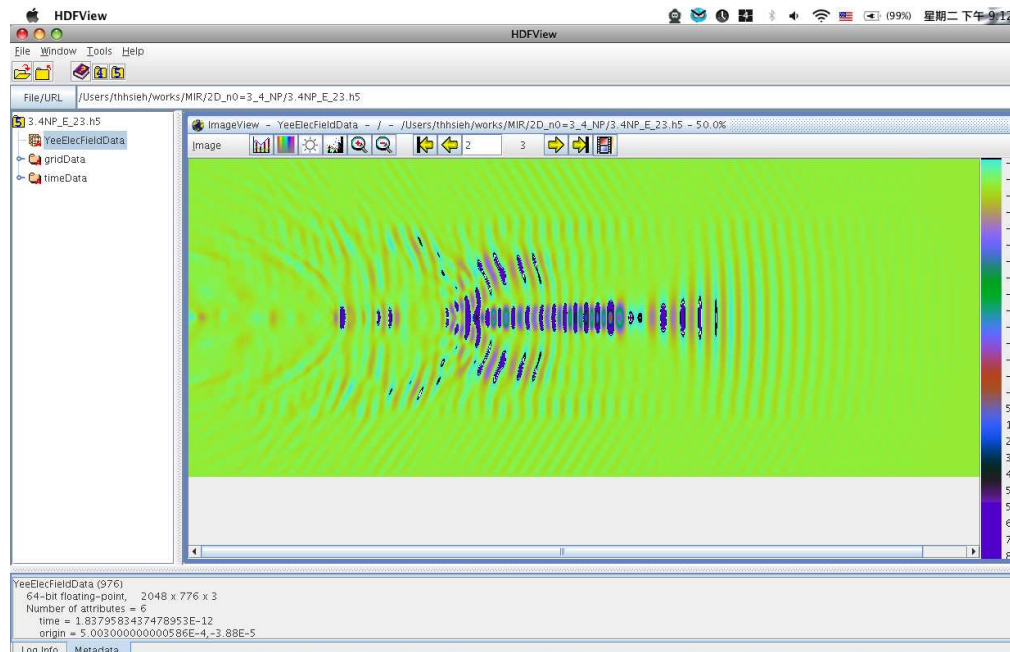 HDFView
(99%) 星期二 下午 9:12
HDFView
File Window Tools Help
File/URL /Users/thhsieh/works/MIR/2D_n0=3_4_NP/3.4NP_E_23.h5
3.4NP_E_23.h5
YeeElecFieldData
gridData
timeData
ImageView - YeeElecFieldData - / - /Users/thhsieh/works/MIR/2D_n0=3_4_NP/3.4NP_E_23.h5 - 50.0%
Image 2 3
YeeElecFieldData (976)
64-bit floating-point, 2048 x 776 x 3
Number of attributes = 6
time = 1.8379583437478953E-12
origin = 5.003000000000586E-4,-3.88E-5
Log Info Metadata